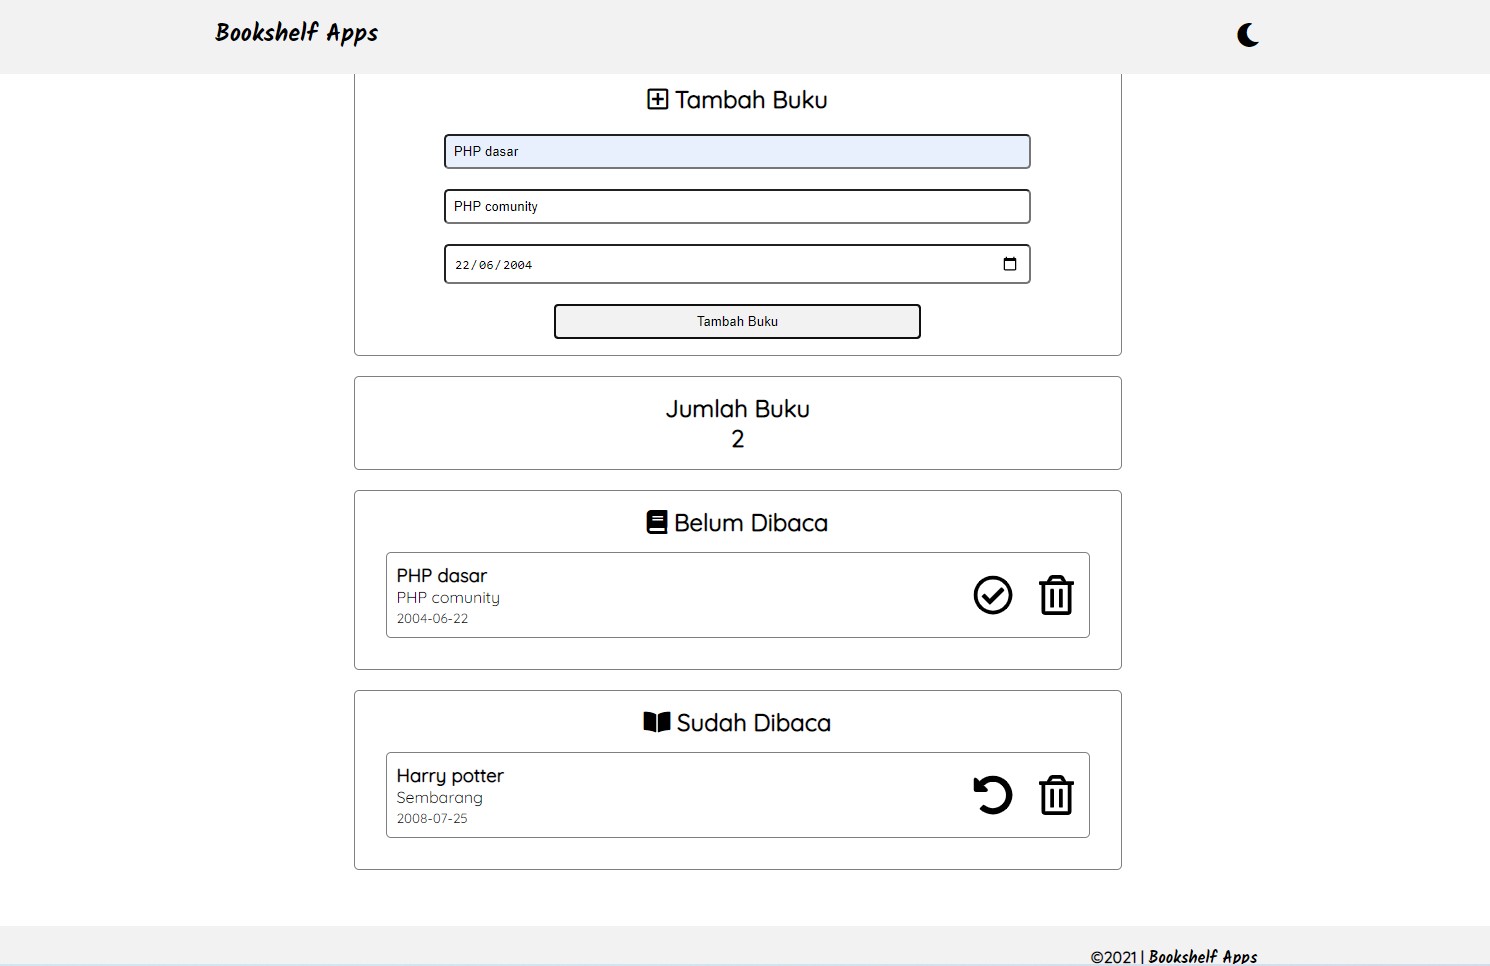 Bookshelf Apps
Tambah Buku
PHP dasar
PHP comunity
22/06/2004
Tambah Buku
Jumlah Buku
2
Belum Dibaca
PHP dasar
PHP comunity
2004-06-22
Sudah Dibaca
Harry potter
Sembarang
2008-07-25
©2021 | Bookshelf Apps